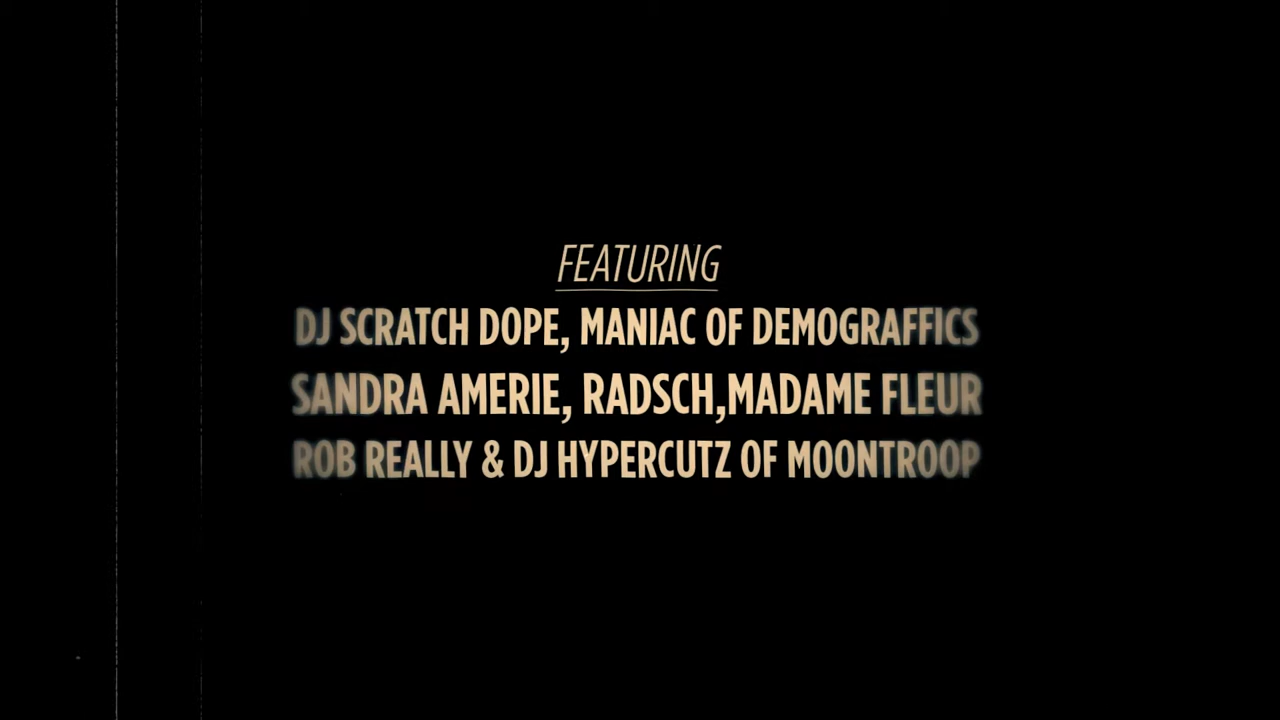 FEATURING
DJ SCRATCH DOPE, MANIAC OF DEMOGRAFFICS
SANDRA AMERIE, RADSCH,MADAME FLEUR
ROB REALLY & DJ HYPERCUTZ OF MOONTROOP